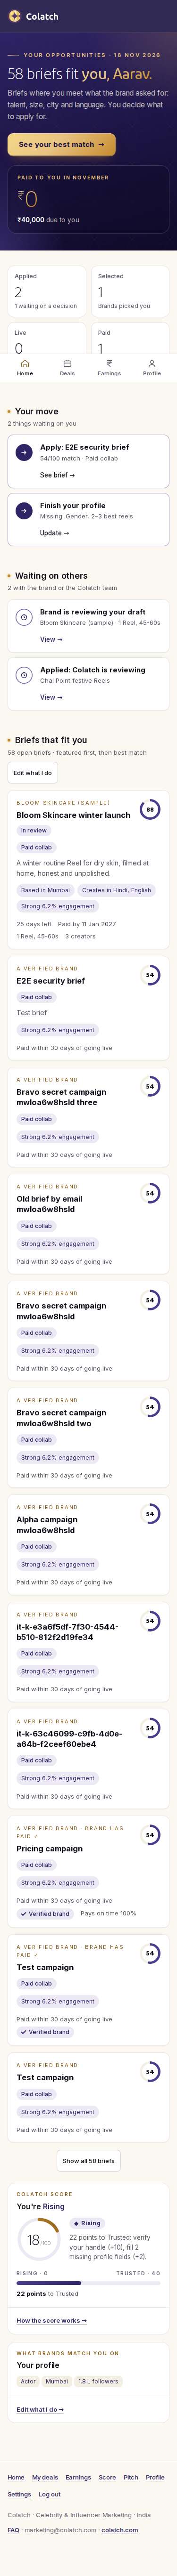 Colatch
YOUR OPPORTUNITIES · 18 NOV 2026
58 briefs fit you, Aarav.
Briefs where you meet what the brand asked for:
talent, size, city and language. You decide what
to apply to.
See your best match →
PAID TO YOU IN NOVEMBER
₹0
₹40,000 due to you
Applied
2
1 waiting on a decision
Selected
1
Brands picked you
Live
0
Paid
1
Home
Deals
Earnings
Profile
Your move
2 things waiting on you
Apply: E2E security brief
54/100 match · Paid collab
See brief →
Finish your profile
Missing: Gender, 2–3 best reels
Update →
Waiting on others
2 with the brand or the Colatch team
Brand is reviewing your draft
Bloom Skincare (sample) · 1 Reel, 45-60s
View →
Applied: Colatch is reviewing
Chai Point festive Reels
View →
Briefs that fit you
58 open briefs · featured first, then best match
Edit what I do
BLOOM SKINCARE (SAMPLE)
88
Bloom Skincare winter launch
In review
Paid collab
A winter routine Reel for dry skin, filmed at
home, honest and unpolished.
Based in Mumbai
Creates in Hindi, English
Strong 6.2% engagement
25 days left Paid by 11 Jan 2027
1 Reel, 45-60s 3 creators
A VERIFIED BRAND
54
E2E security brief
Paid collab
Test brief
Strong 6.2% engagement
Paid within 30 days of going live
A VERIFIED BRAND
54
Bravo secret campaign
mwloa6w8hsld three
Paid collab
Strong 6.2% engagement
Paid within 30 days of going live
A VERIFIED BRAND
54
Old brief by email
mwloa6w8hsld
Paid collab
Strong 6.2% engagement
Paid within 30 days of going live
A VERIFIED BRAND
54
Bravo secret campaign
mwloa6w8hsld
Paid collab
Strong 6.2% engagement
Paid within 30 days of going live
A VERIFIED BRAND
54
Bravo secret campaign
mwloa6w8hsld two
Paid collab
Strong 6.2% engagement
Paid within 30 days of going live
A VERIFIED BRAND
54
Alpha campaign
mwloa6w8hsld
Paid collab
Strong 6.2% engagement
Paid within 30 days of going live
A VERIFIED BRAND
54
it-k-e3a6f5df-7f30-4544-
b510-812f2d19fe34
Paid collab
Strong 6.2% engagement
Paid within 30 days of going live
A VERIFIED BRAND
54
it-k-63c46099-c9fb-4d0e-
a64b-f2ceef60ebe4
Paid collab
Strong 6.2% engagement
Paid within 30 days of going live
A VERIFIED BRAND · BRAND HAS
PAID ✓
54
Pricing campaign
Paid collab
Strong 6.2% engagement
Paid within 30 days of going live
✓ Verified brand Pays on time 100%
A VERIFIED BRAND · BRAND HAS
PAID ✓
54
Test campaign
Paid collab
Strong 6.2% engagement
Paid within 30 days of going live
✓ Verified brand
A VERIFIED BRAND
54
Test campaign
Paid collab
Strong 6.2% engagement
Paid within 30 days of going live
Show all 58 briefs
COLATCH SCORE
You're Rising
18/100
◆ Rising
22 points to Trusted: verify
your handle (+10), fill 2
missing profile fields (+2).
RISING · 0
TRUSTED · 40
22 points to Trusted
How the score works →
WHAT BRANDS MATCH YOU ON
Your profile
Actor
Mumbai
1.8 L followers
Edit what I do →
Home My deals Earnings Score Pitch Profile
Settings Log out
Colatch · Celebrity & Influencer Marketing · India
FAQ · marketing@colatch.com · colatch.com